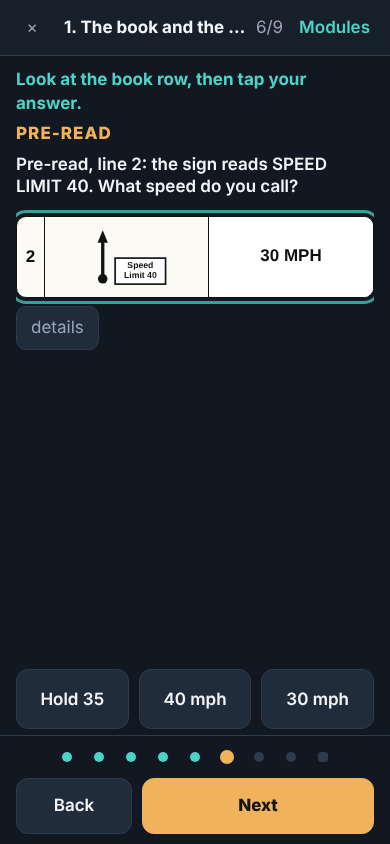 × 1. The book and the ... 6/9 Modules
Look at the book row, then tap your
answer.
PRE-READ
Pre-read, line 2: the sign reads SPEED
LIMIT 40. What speed do you call?
2
Speed
Limit 40
30 MPH
details
Hold 35
40 mph
30 mph
Back
Next